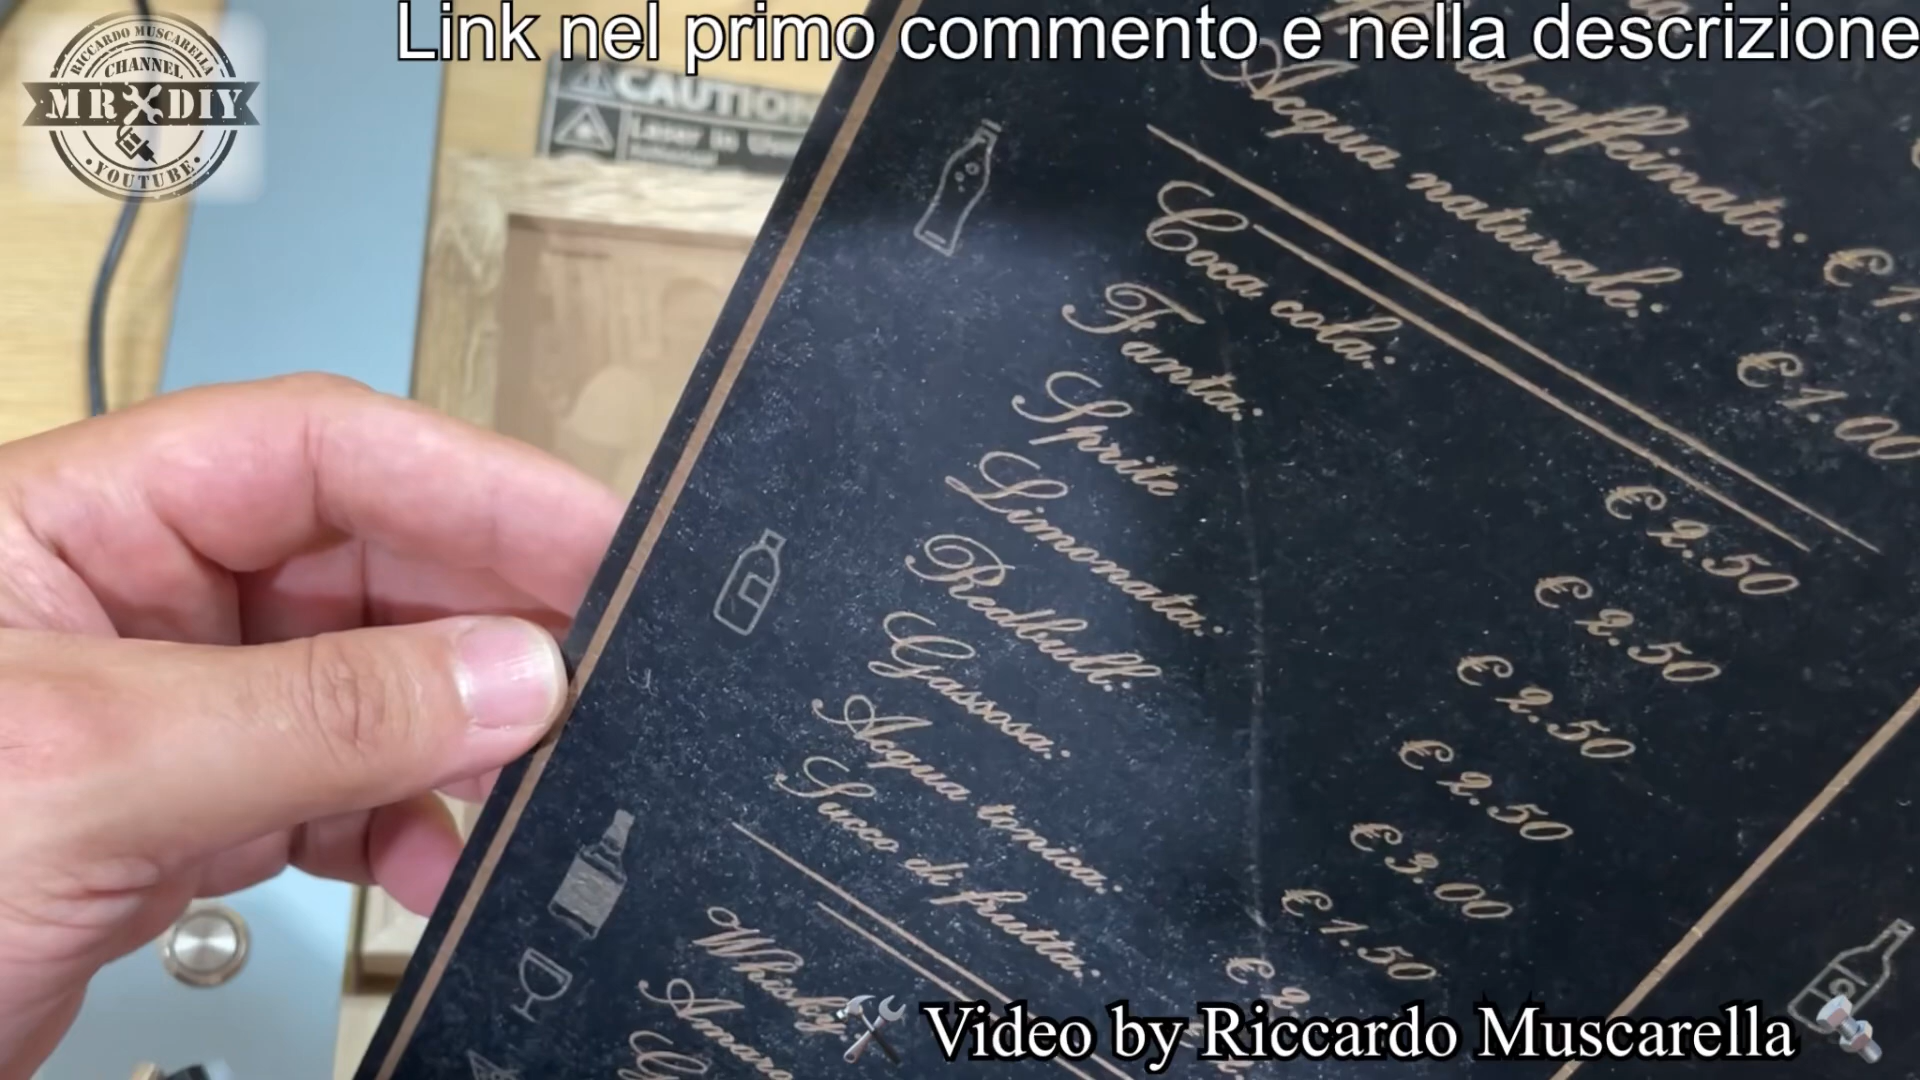 Link nel primo commento e nella descrizione
RICCARDO MUSCARELLA
CHANNEL
MR DIY
YOUTUBE
CAUTION
Laser in Use
decaffeinato: € 1.
Acqua naturale: € 1.00
Coca cola: € 2.50
Fanta: € 2.50
Sprite € 2.50
Limonata: € 2.50
Redbull: € 3.00
Gassosa: € 1.50
Acqua tonica: € 2
Succo di frutta:
Whisky
Amaro
Video by Riccardo Muscarella